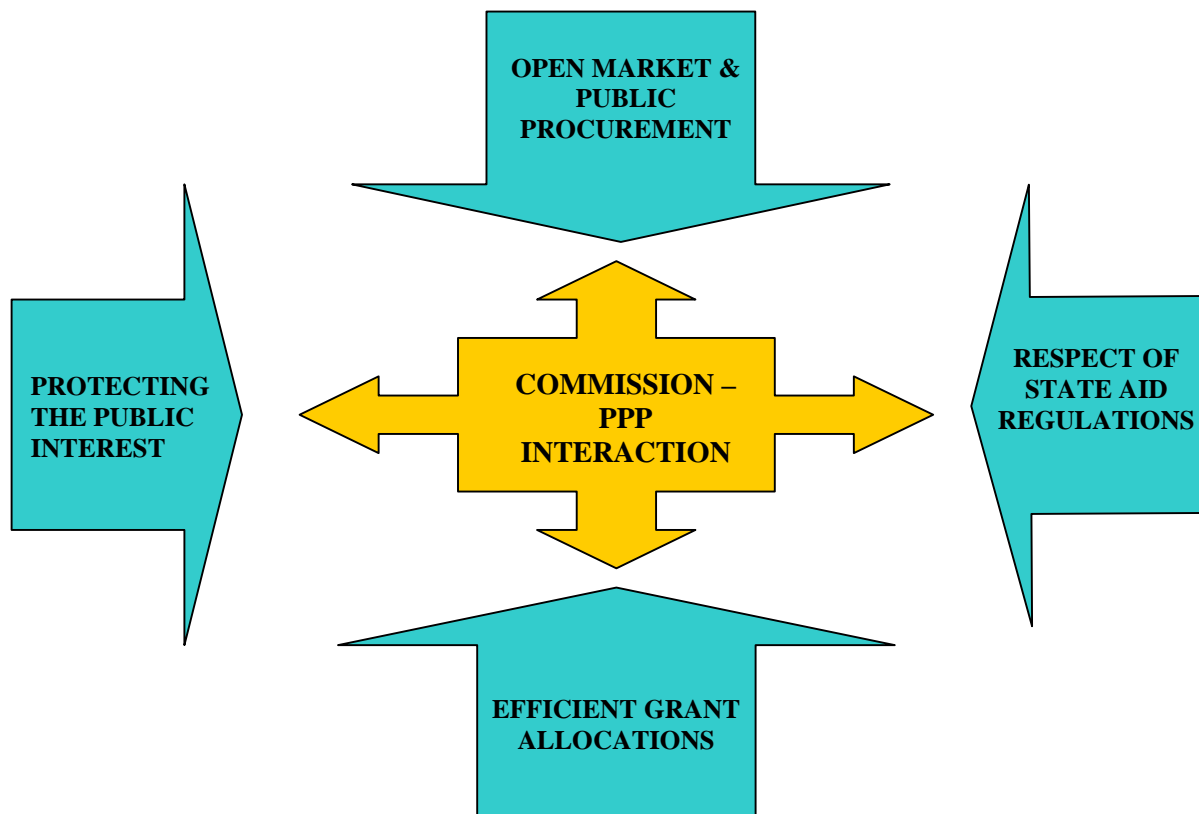 OPEN MARKET &
PUBLIC
PROCUREMENT
PROTECTING
THE PUBLIC
INTEREST
COMMISSION –
PPP
INTERACTION
RESPECT OF
STATE AID
REGULATIONS
EFFICIENT GRANT
ALLOCATIONS